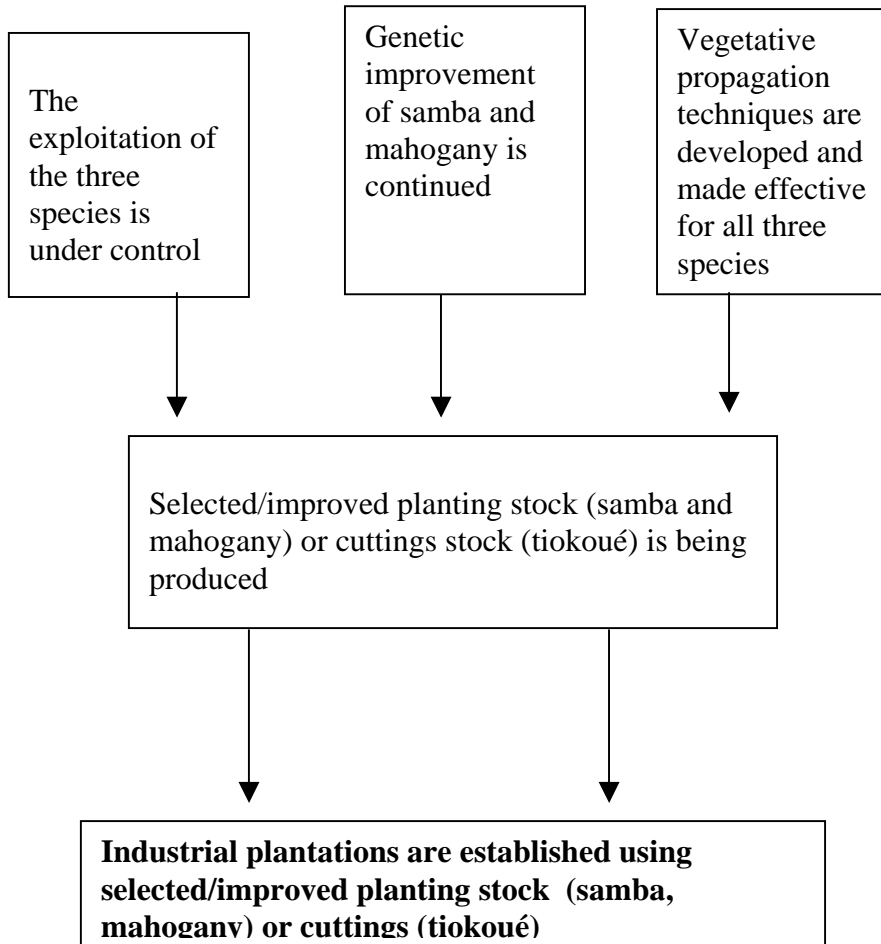 The
exploitation of
the three
species is
under control
Genetic
improvement
of samba and
mahogany is
continued
Vegetative
propagation
techniques are
developed and
made effective
for all three
species
Selected/improved planting stock (samba and
mahogany) or cuttings stock (tiokoué) is being
produced
Industrial plantations are established using
selected/improved planting stock (samba,
mahogany) or cuttings (tiokoué)